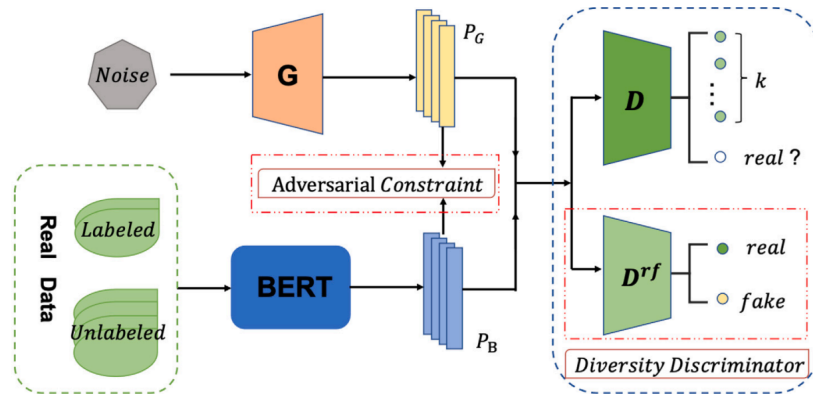 Noise
G
P_G
Adversarial Constraint
Real Data
Labeled
Unlabeled
BERT
P_B
D
k
real ?
D^{rf}
real
fake
Diversity Discriminator